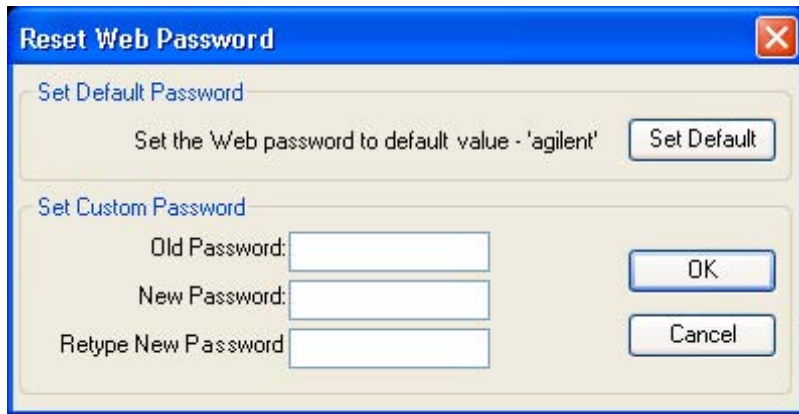 Reset Web Password
Set Default Password
Set the Web password to default value - 'agilent'
Set Default
Set Custom Password
Old Password:
OK
New Password:
Cancel
Retype New Password